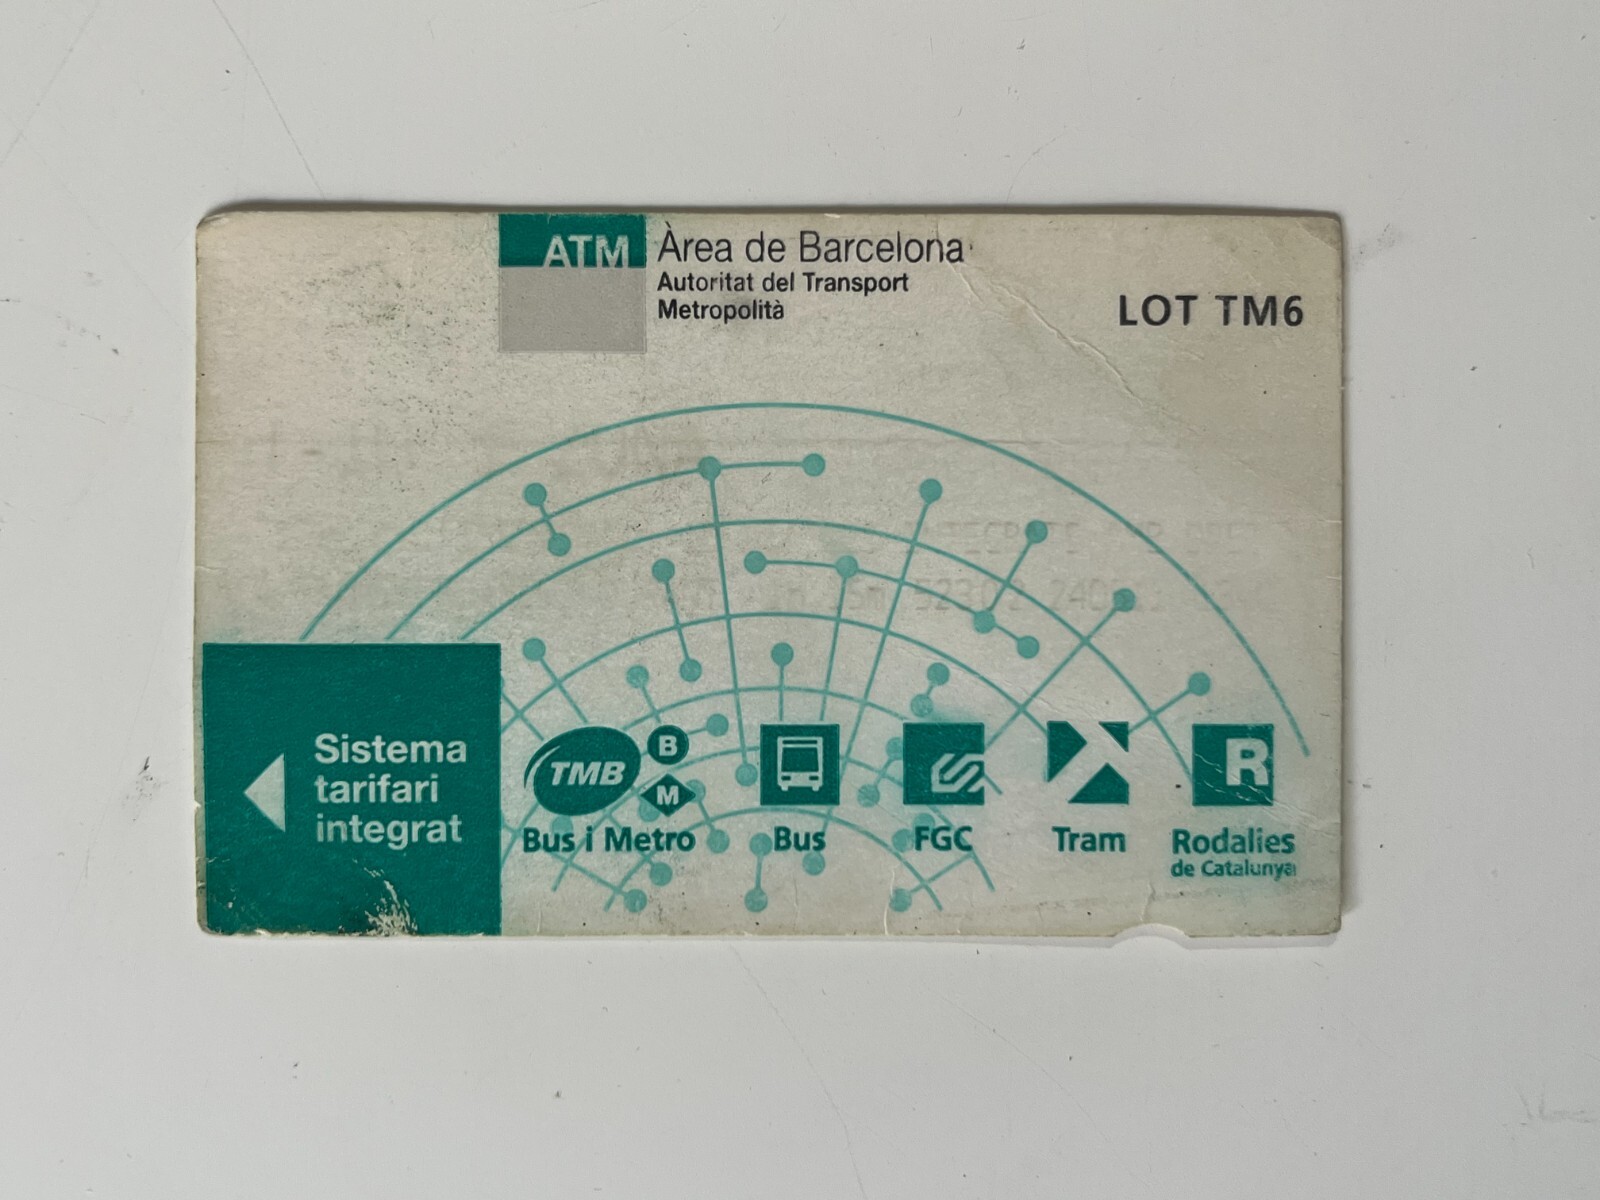 ATM Àrea de Barcelona
Autoritat del Transport
Metropolità
LOT TM6
Sistema
tarifari
integrat
TMB B
M
Bus i Metro
Bus
FGC
Tram
R
Rodalies
de Catalunya